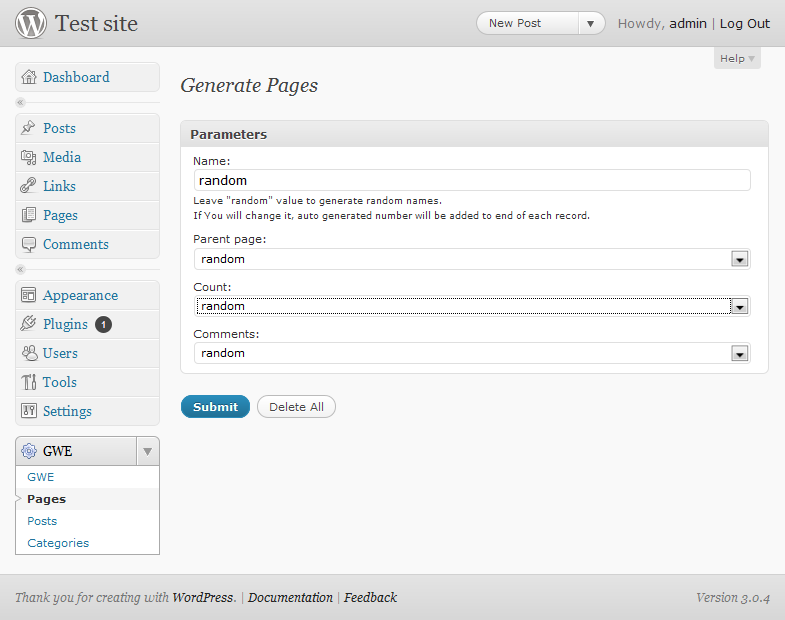 Test site
New Post
Howdy, admin | Log Out
Help
Dashboard
Posts
Media
Links
Pages
Comments
Appearance
Plugins 1
Users
Tools
Settings
GWE
GWE
Pages
Posts
Categories
Generate Pages
Parameters
Name:
random
Leave "random" value to generate random names.
If You will change it, auto generated number will be added to end of each record.
Parent page:
random
Count:
random
Comments:
random
Submit
Delete All
Thank you for creating with WordPress. | Documentation | Feedback
Version 3.0.4